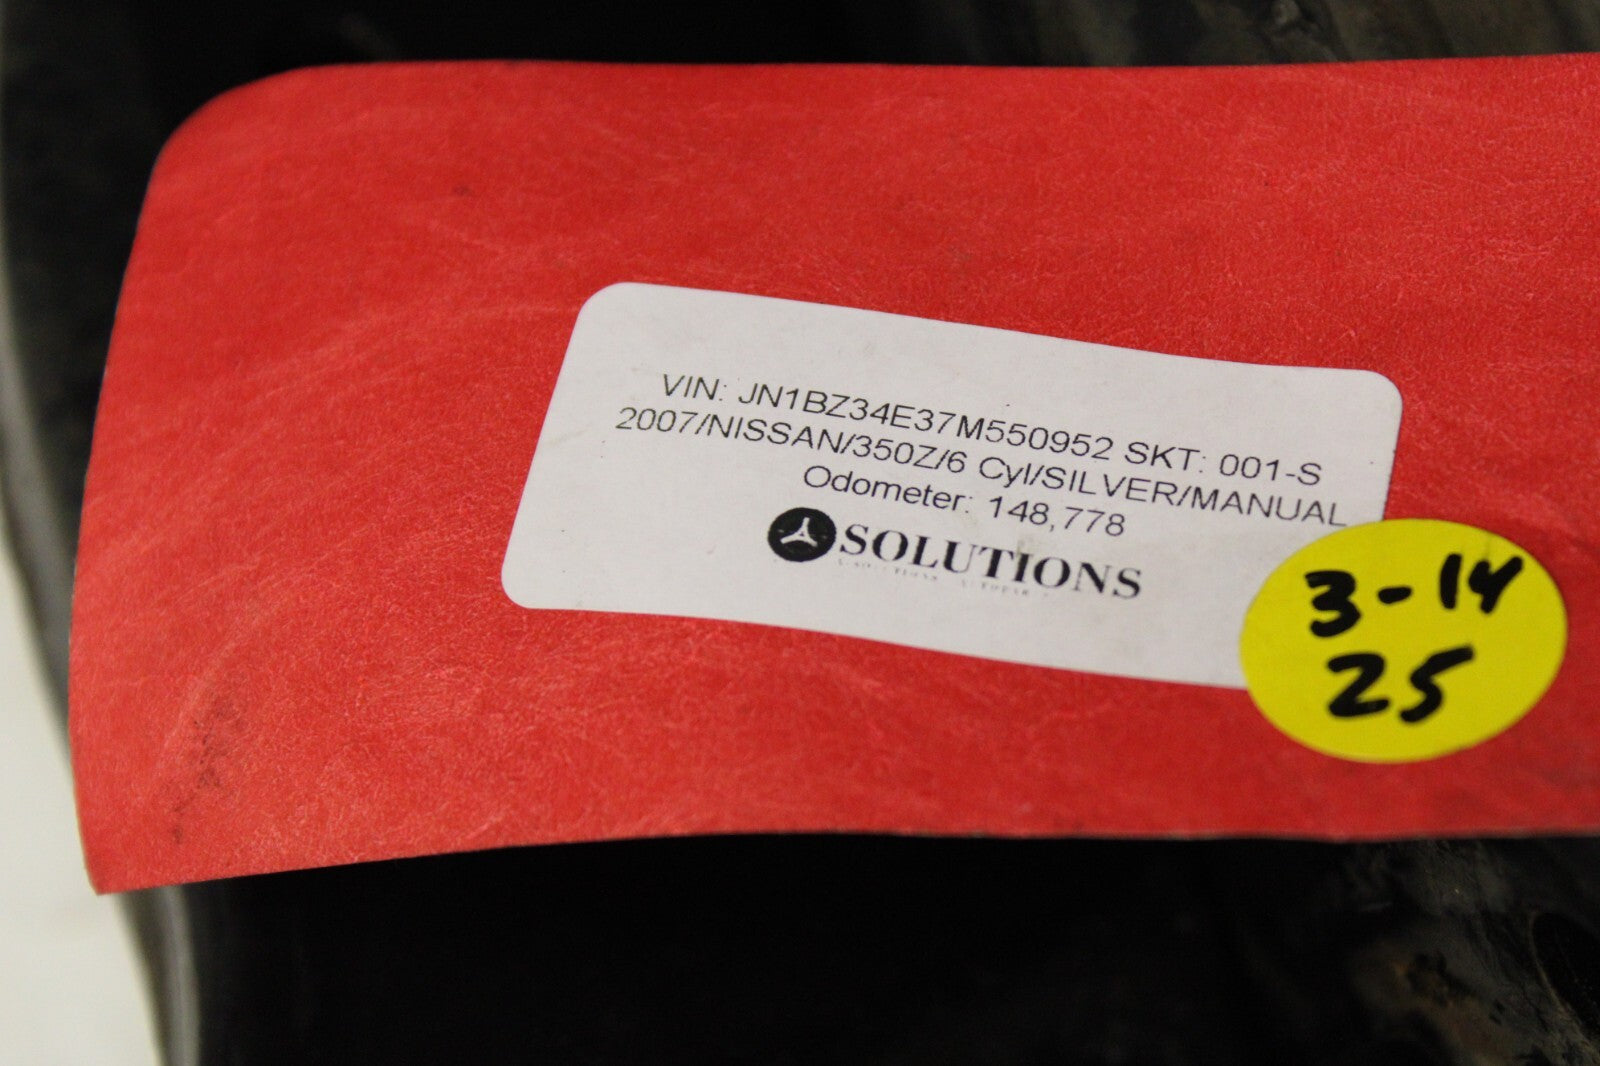 VIN: JN1BZ34E37M550952 SKT: 001-S
2007/NISSAN/350Z/6 Cyl/SILVER/MANUAL
Odometer: 148,778
SOLUTIONS
3-14
25